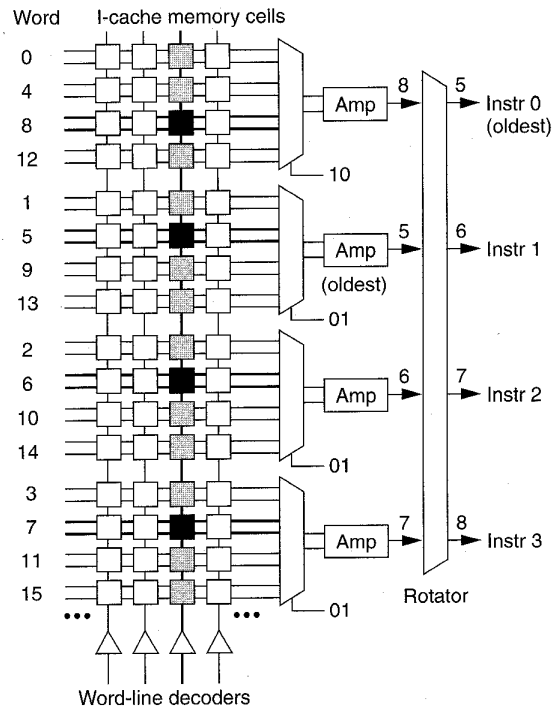 Word I-cache memory cells
0
4
8
12
Amp
8
5
Instr 0
(oldest)
10
1
5
9
13
Amp
(oldest)
5
6
Instr 1
01
2
6
10
14
Amp
6
7
Instr 2
01
3
7
11
15
Amp
7
8
Instr 3
01
Rotator
•••
•••
Word-line decoders